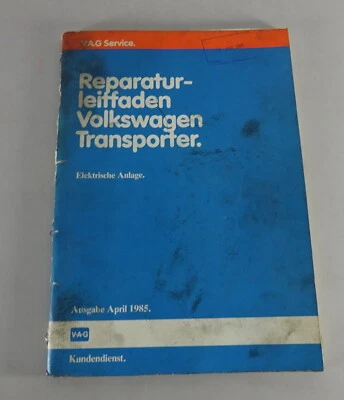 V.A.G Service.
Reparatur-
leitfaden
Volkswagen
Transporter.
Elektrische Anlage.
Ausgabe April 1985.
V·A·G
Kundendienst.